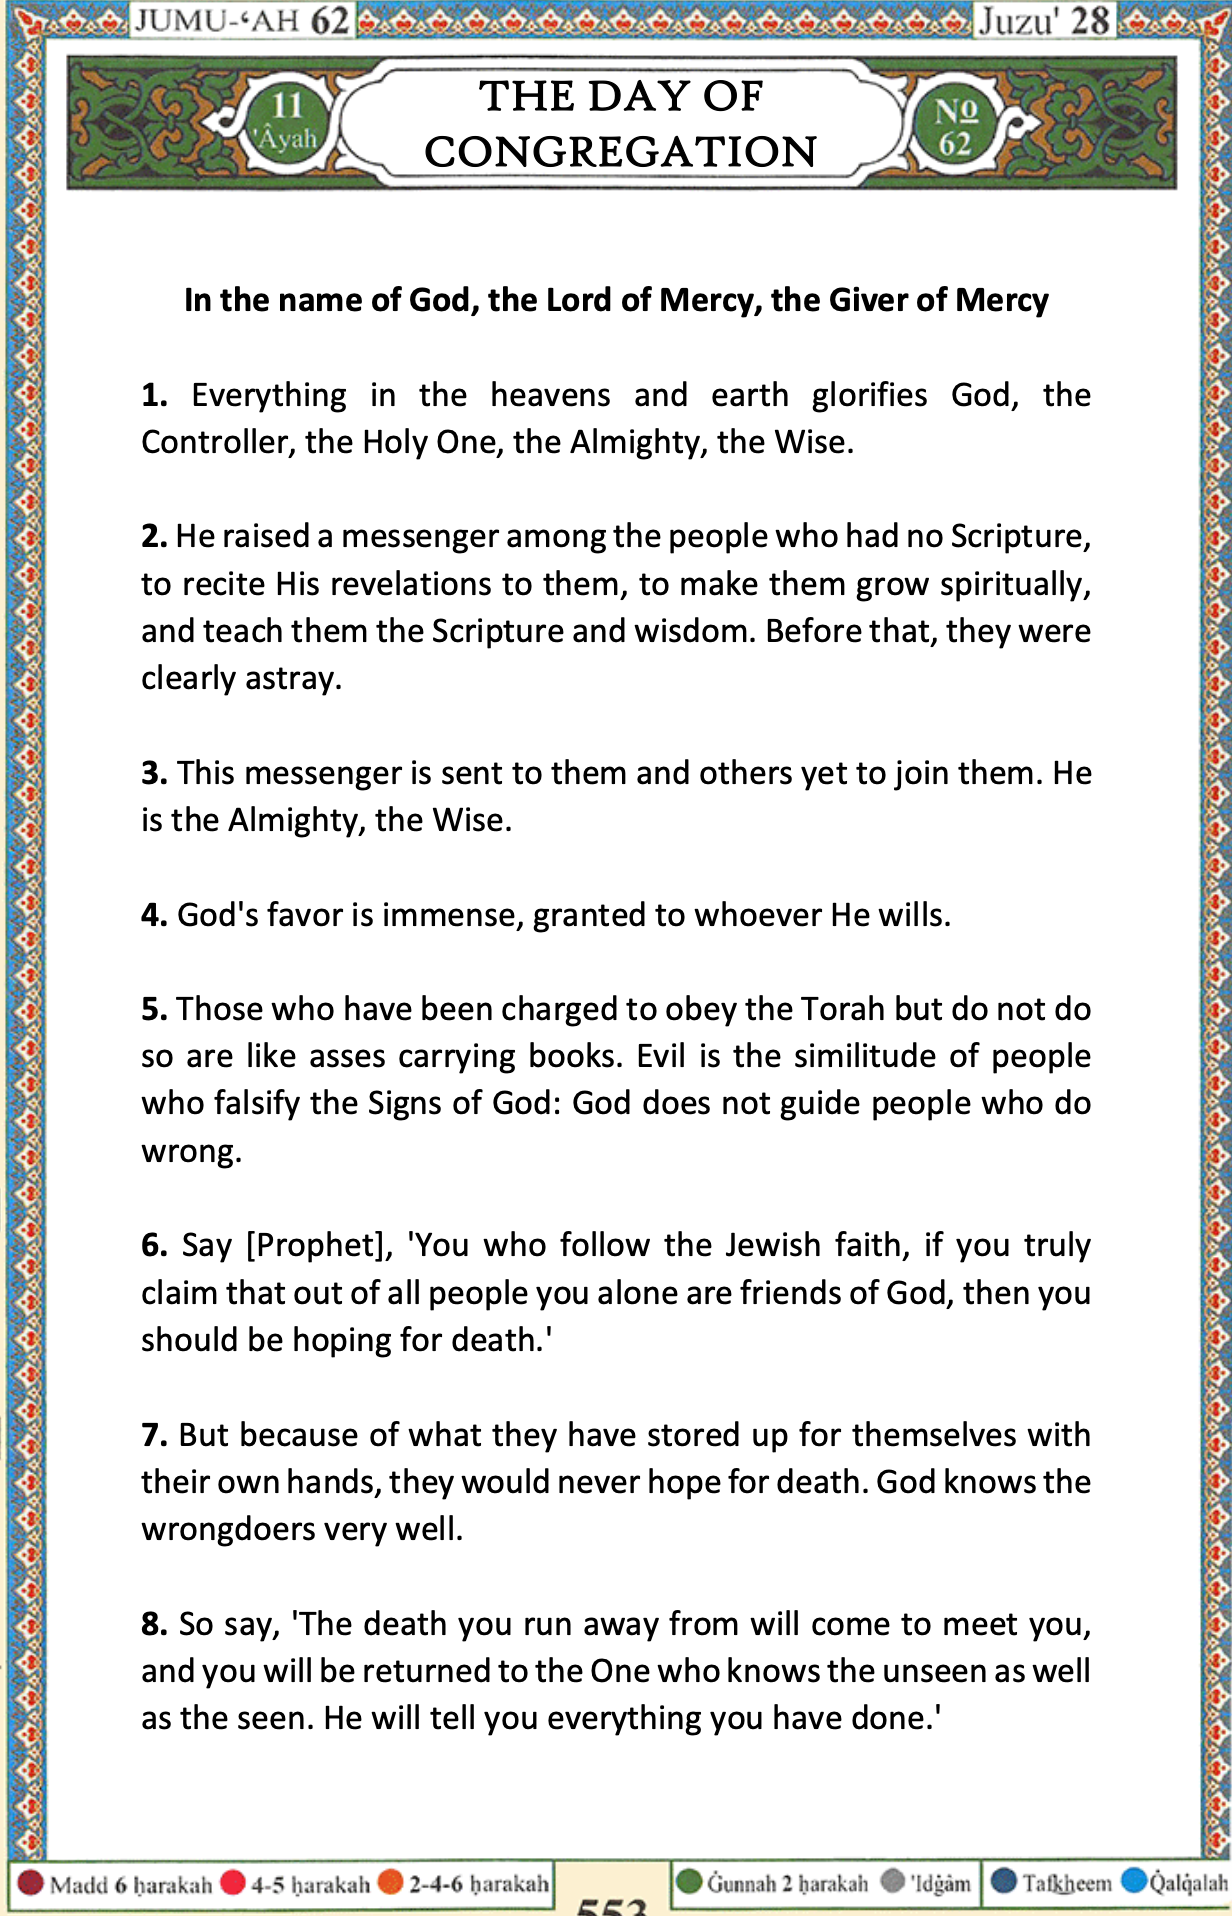 JUMU-‘AH 62
Juzu' 28
11
'Âyah
THE DAY OF
CONGREGATION
Nº
62
In the name of God, the Lord of Mercy, the Giver of Mercy
1. Everything in the heavens and earth glorifies God, the
Controller, the Holy One, the Almighty, the Wise.
2. He raised a messenger among the people who had no Scripture,
to recite His revelations to them, to make them grow spiritually,
and teach them the Scripture and wisdom. Before that, they were
clearly astray.
3. This messenger is sent to them and others yet to join them. He
is the Almighty, the Wise.
4. God's favor is immense, granted to whoever He wills.
5. Those who have been charged to obey the Torah but do not do
so are like asses carrying books. Evil is the similitude of people
who falsify the Signs of God: God does not guide people who do
wrong.
6. Say [Prophet], 'You who follow the Jewish faith, if you truly
claim that out of all people you alone are friends of God, then you
should be hoping for death.'
7. But because of what they have stored up for themselves with
their own hands, they would never hope for death. God knows the
wrongdoers very well.
8. So say, 'The death you run away from will come to meet you,
and you will be returned to the One who knows the unseen as well
as the seen. He will tell you everything you have done.'
Madd 6 ḥarakah 4-5 ḥarakah 2-4-6 ḥarakah
553
Ġunnah 2 ḥarakah 'Idġâm Tafkheem Q̇alq̇alah